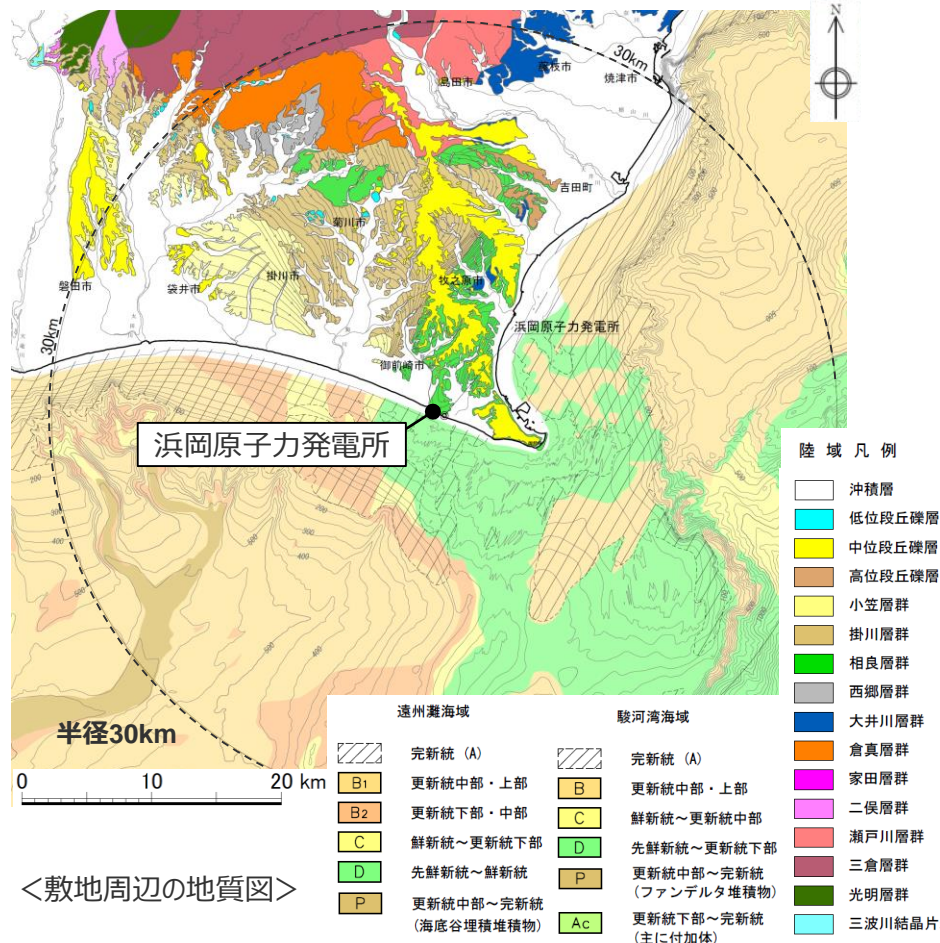 N
30km
島田市
焼津市
吉田町
菊川市
掛川市
牧之原市
磐田市
袋井市
30km
浜岡原子力発電所
御前崎市
浜岡原子力発電所
半径30km
0 10 20 km
<敷地周辺の地質図>
陸域凡例
沖積層
低位段丘礫層
中位段丘礫層
高位段丘礫層
小笠層群
掛川層群
相良層群
西郷層群
大井川層群
倉真層群
家田層群
二俣層群
瀬戸川層群
三倉層群
光明層群
三波川結晶片
遠州灘海域
完新統 (A)
B1 更新統中部・上部
B2 更新統下部・中部
C 鮮新統～更新統下部
D 先鮮新統～鮮新統
P 更新統中部～完新統
(海底谷埋積堆積物)
駿河湾海域
完新統 (A)
B 更新統中部・上部
C 鮮新統～更新統中部
D 先鮮新統～更新統下部
P 更新統中部～完新統
(ファンデルタ堆積物)
Ac 更新統下部～完新統
(主に付加体)